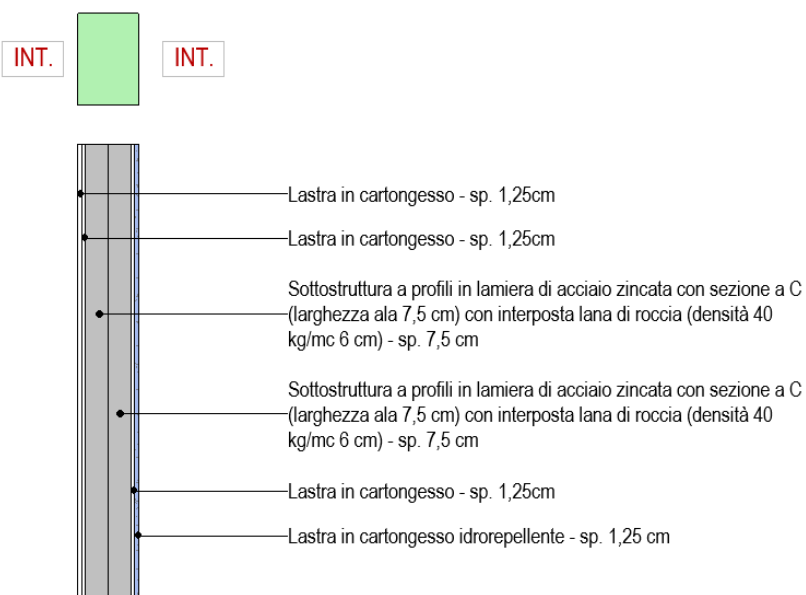 INT.
INT.
Lastra in cartongesso - sp. 1,25cm
Lastra in cartongesso - sp. 1,25cm
Sottostruttura a profili in lamiera di acciaio zincata con sezione a C
(larghezza ala 7,5 cm) con interposta lana di roccia (densità 40
kg/mc 6 cm) - sp. 7,5 cm
Sottostruttura a profili in lamiera di acciaio zincata con sezione a C
(larghezza ala 7,5 cm) con interposta lana di roccia (densità 40
kg/mc 6 cm) - sp. 7,5 cm
Lastra in cartongesso - sp. 1,25cm
Lastra in cartongesso idrorepellente - sp. 1,25 cm